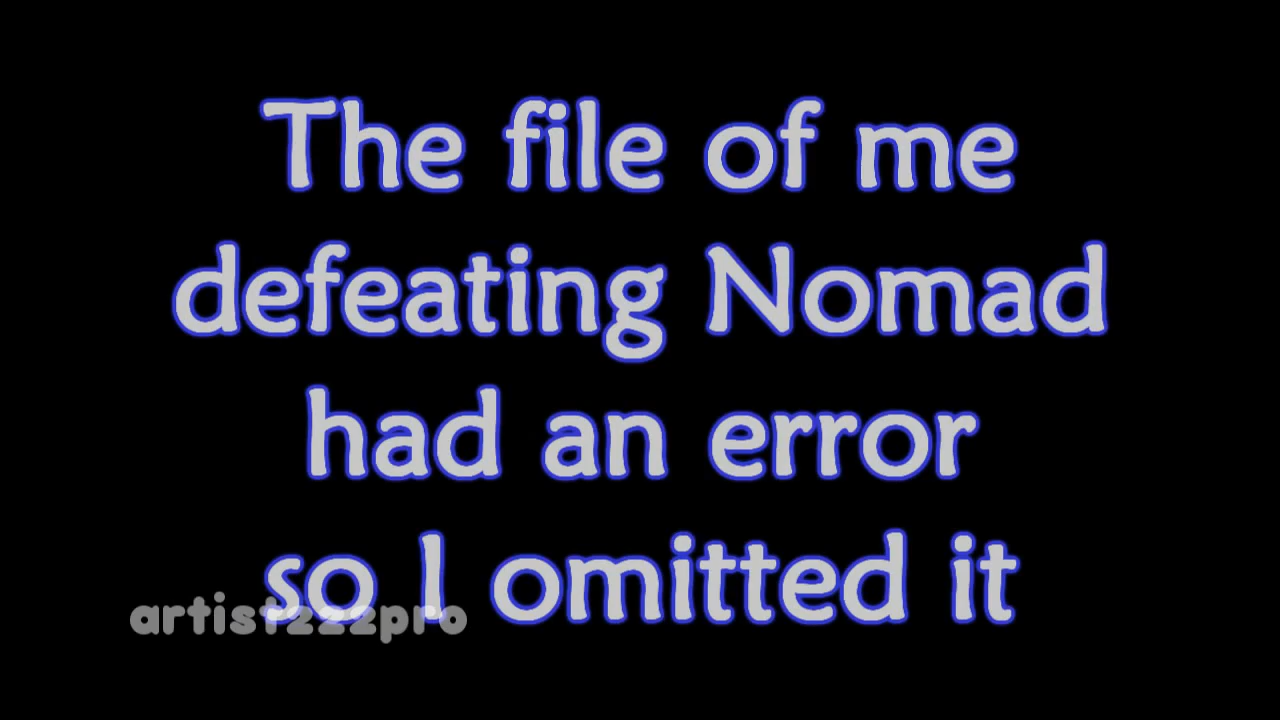 The file of me
defeating Nomad
had an error
so I omitted it
artist222pro